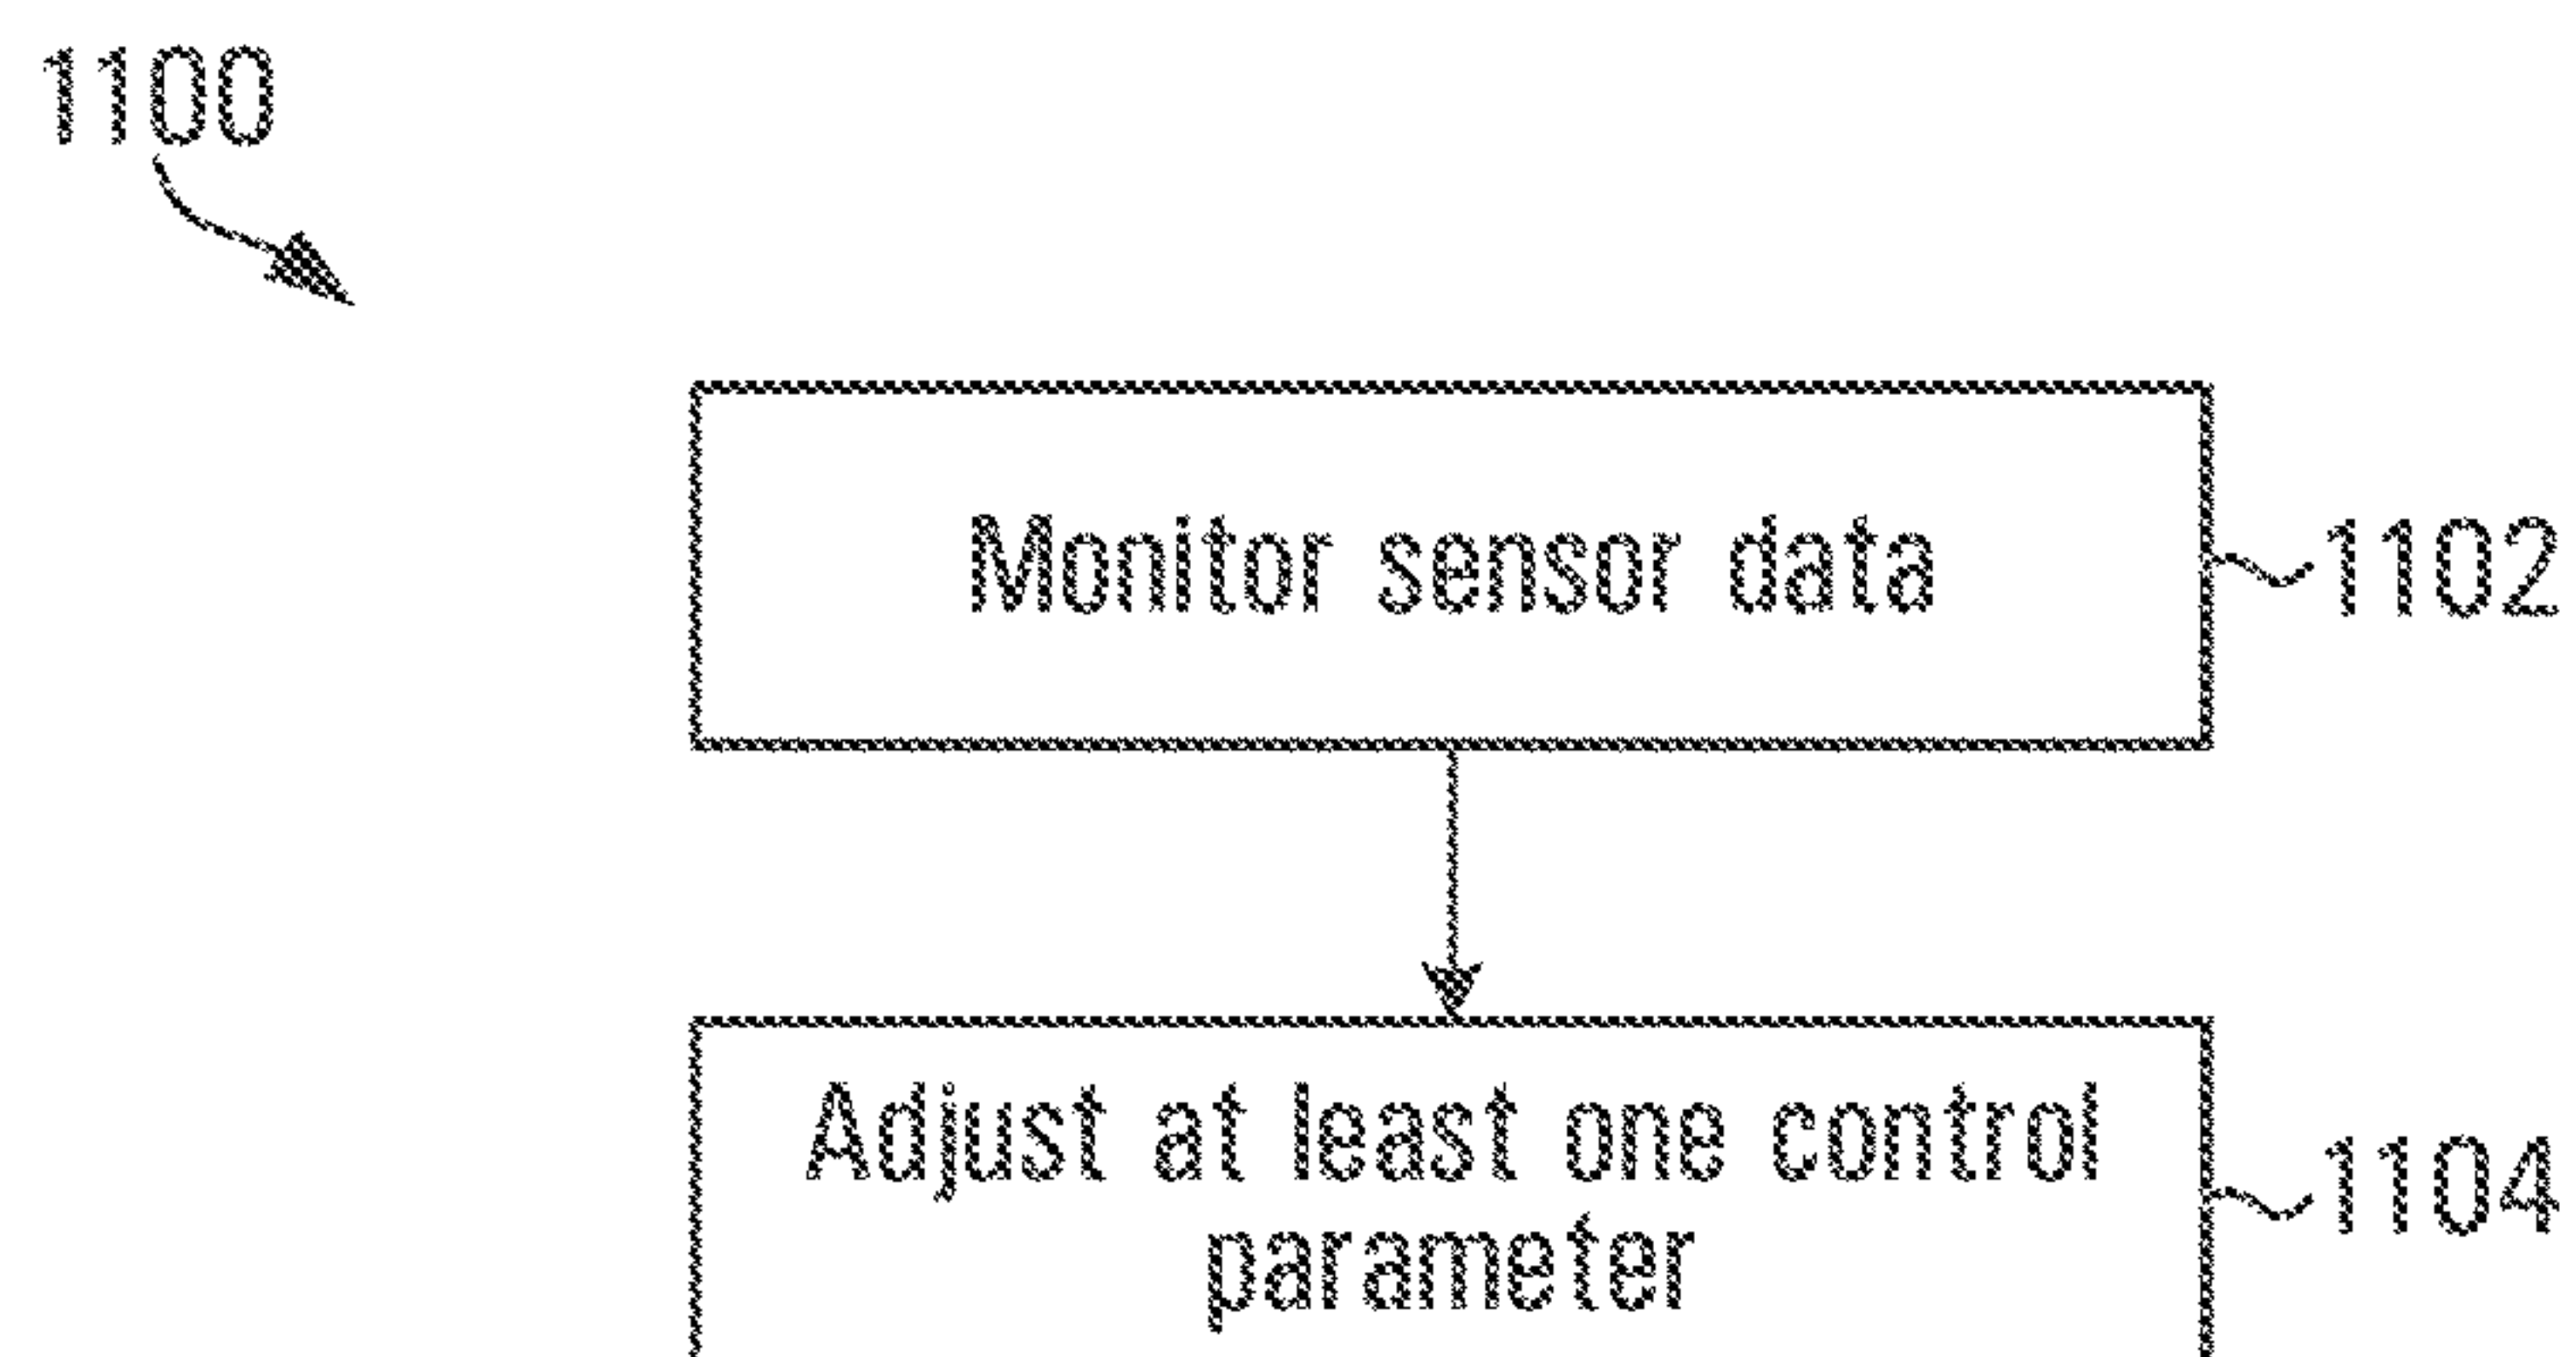 1100
Monitor sensor data
1102
Adjust at least one control
parameter
1104